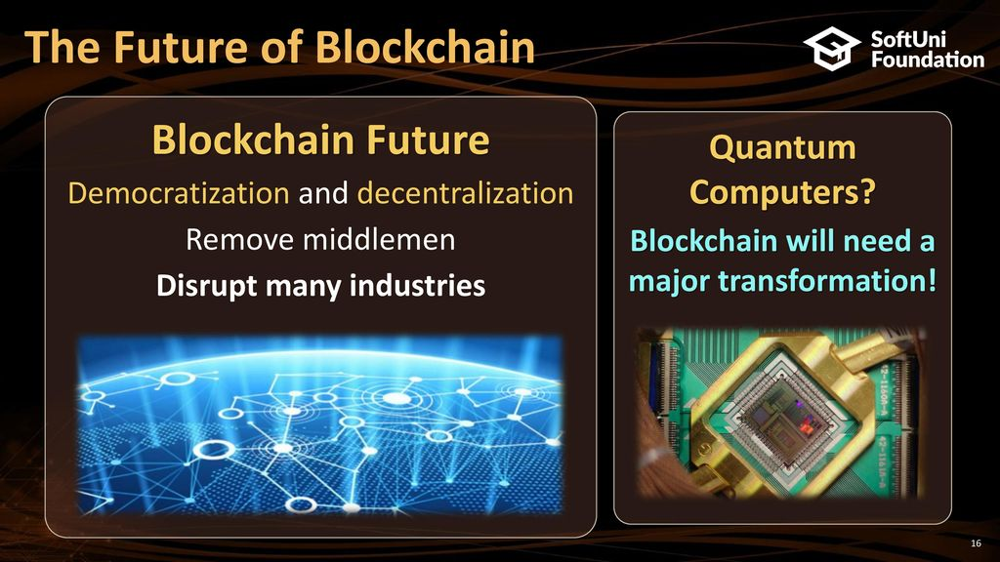 The Future of Blockchain
SoftUni
Foundation
Blockchain Future
Democratization and decentralization
Remove middlemen
Disrupt many industries
Quantum
Computers?
Blockchain will need a
major transformation!
16